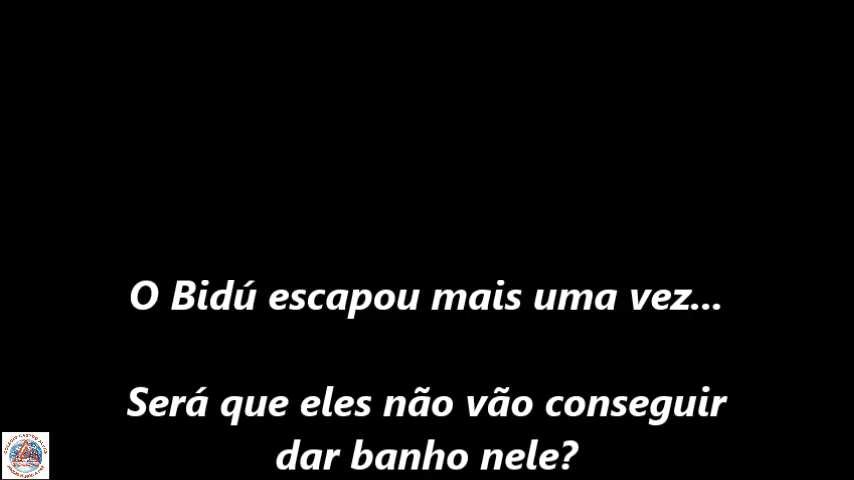 O Bidú escapou mais uma vez...
Será que eles não vão conseguir
dar banho nele?